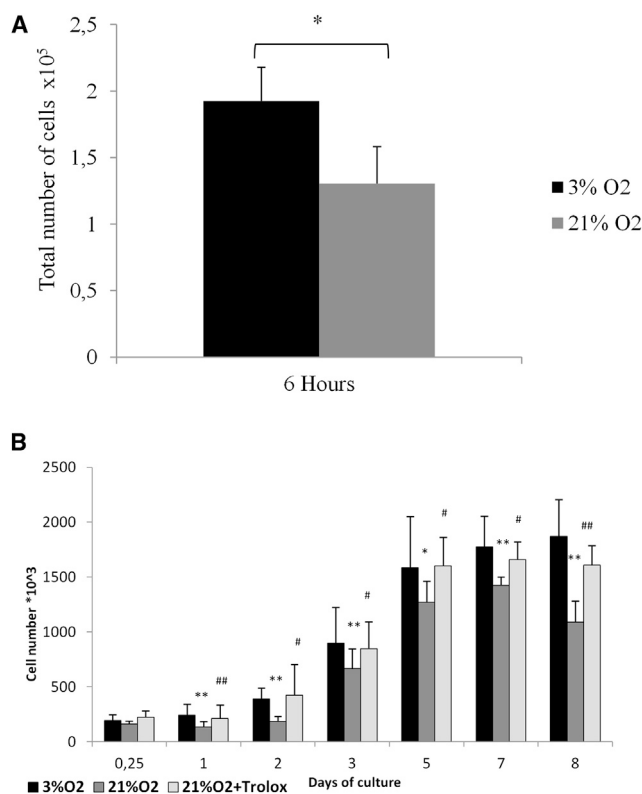 A
Total number of cells x10⁵
2,5
2
1,5
1
0,5
0
*
6 Hours
3% O2
21% O2
B
Cell number *10^3
2500
2000
1500
1000
500
0
** ##
** #
** #
* #
** #
** ##
0,25 1 2 3 5 7 8
3%O2 21%O2 21%O2+Trolox Days of culture